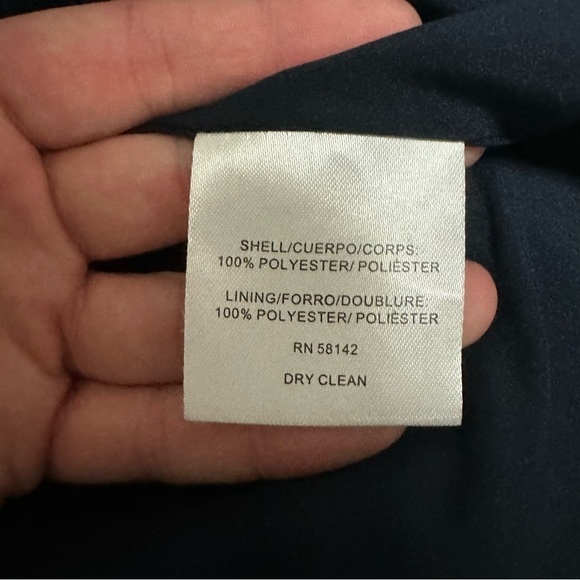 SHELL/CUERPO/CORPS:
100% POLYESTER/ POLIÉSTER
LINING/FORRO/DOUBLURE:
100% POLYESTER/ POLIÉSTER
RN 58142
DRY CLEAN